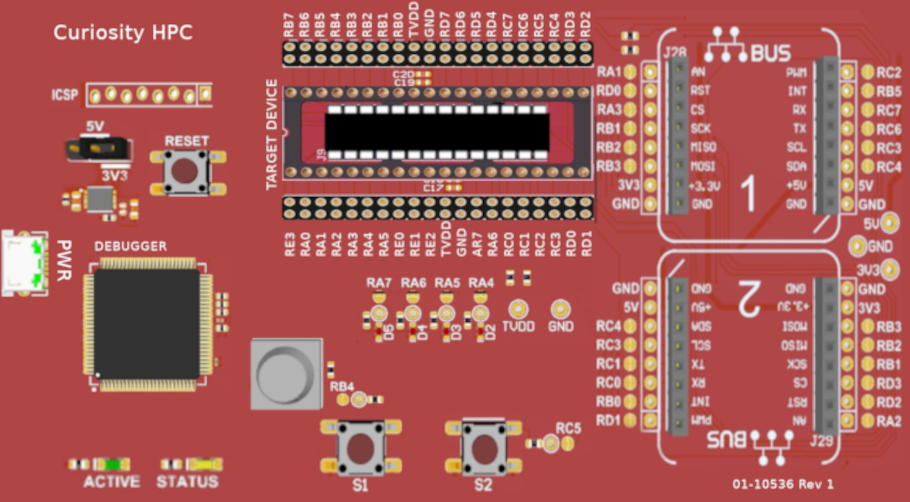 Curiosity HPC
ICSP
5V
3V3
RESET
PWR
DEBUGGER
ACTIVE
STATUS
TARGET DEVICE
RB7 RB6 RB5 RB4 RB3 RB2 RB1 RB0 TVDD GND RD7 RD6 RD5 RD4 RC7 RC6 RC5 RC4 RD3 RD2
C20
C19
J9
C17
RE3 RA0 RA1 RA2 RA3 RA4 RA5 RE0 RE1 RE2 TVDD GND AR7 RA6 RC0 RC1 RC2 RC3 RD0 RD1
RA7 RA6 RA5 RA4
D5 D4 D3 D2
TVDD GND
RB4
RC5
S1
S2
J28 BUS
RA1 AN PWM RC2
RD0 RST INT RB5
RA3 CS RX RC7
RB1 SCK TX RC6
RB2 MISO SCL RC3
RB3 MOSI SDA RC4
3V3 +3.3V +5V 5V
GND GND GND GND
1
5V
GND
3V3
2
GND GND GND GND
5V +5V +3.3V 3V3
RC4 SDA MOSI RB3
RC3 SCL MISO RB2
RC1 TX SCK RB1
RC0 RX CS RD3
RB0 INT RST RD2
RD1 PWM AN RA2
BUS J29
01-10536 Rev 1